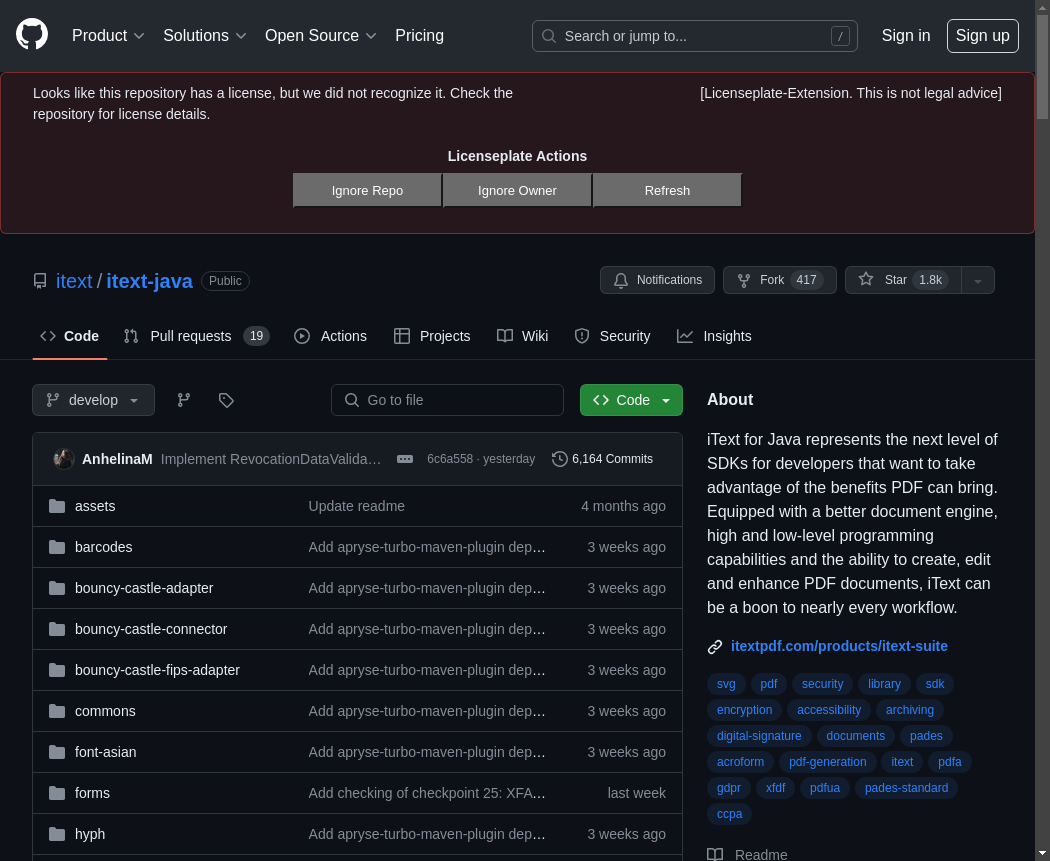 Product
Solutions
Open Source
Pricing
Search or jump to...
/
Sign in
Sign up
Looks like this repository has a license, but we did not recognize it. Check the
repository for license details.
[Licenseplate-Extension. This is not legal advice]
Licenseplate Actions
Ignore Repo
Ignore Owner
Refresh
itext / itext-java
Public
Notifications
Fork 417
Star 1.8k
Code
Pull requests 19
Actions
Projects
Wiki
Security
Insights
develop
Go to file
Code
AnhelinaM Implement RevocationDataValida… 6c6a558 · yesterday 6,164 Commits
assets Update readme 4 months ago
barcodes Add apryse-turbo-maven-plugin dep… 3 weeks ago
bouncy-castle-adapter Add apryse-turbo-maven-plugin dep… 3 weeks ago
bouncy-castle-connector Add apryse-turbo-maven-plugin dep… 3 weeks ago
bouncy-castle-fips-adapter Add apryse-turbo-maven-plugin dep… 3 weeks ago
commons Add apryse-turbo-maven-plugin dep… 3 weeks ago
font-asian Add apryse-turbo-maven-plugin dep… 3 weeks ago
forms Add checking of checkpoint 25: XFA… last week
hyph Add apryse-turbo-maven-plugin dep… 3 weeks ago
About
iText for Java represents the next level of
SDKs for developers that want to take
advantage of the benefits PDF can bring.
Equipped with a better document engine,
high and low-level programming
capabilities and the ability to create, edit
and enhance PDF documents, iText can
be a boon to nearly every workflow.
itextpdf.com/products/itext-suite
svg pdf security library sdk
encryption accessibility archiving
digital-signature documents pades
acroform pdf-generation itext pdfa
gdpr xfdf pdfua pades-standard
ccpa
Readme